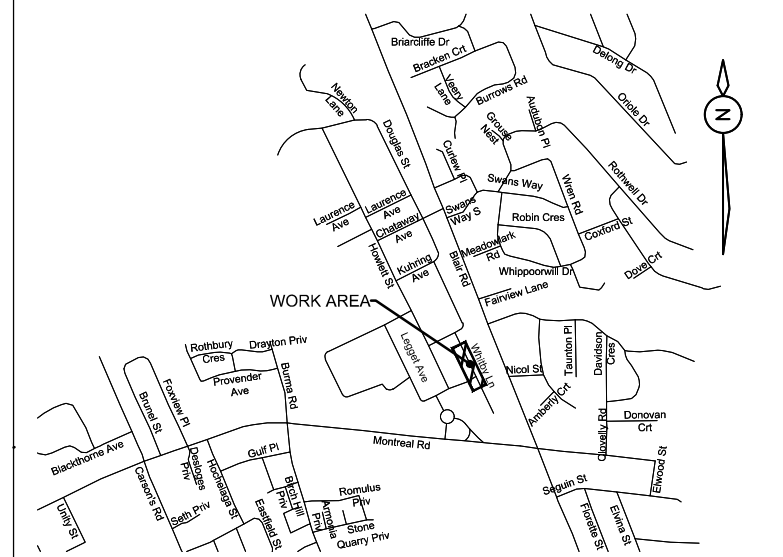 Briarcliffe Dr
Bracken Crt
Delong Dr
Veery
Lane
Burrows Rd
Oriole Dr
Newton
Lane
N
Audubon Pl
Grouse
Nest
Douglas St
Curlew Pl
Rothwell Dr
Swans Way
Wren Rd
Laurence
Ave
Laurence
Ave
Swans
Way S
Robin Cres
Chataway
Ave
Coxford St
Meadowlark
Rd
Howlett St
Kuhring
Ave
Blair Rd
Whippoorwill Dr
Dove Crt
Fairview Lane
WORK AREA
Rothbury
Cres
Drayton Priv
Legget Ave
Whitby Ln
Taunton Pl
Davidson
Cres
Provender
Ave
Burma Rd
Nicol St
Foxview Pl
Brunel St
Amberly Crt
Clovelly Rd
Donovan
Crt
Montreal Rd
Blackthorne Ave
Gulf Pl
Desloges
Priv
Hochelaga St
Elwood St
Carson's Rd
Birch Hill
Priv
Seguin St
Romulus
Priv
Seth Priv
Unity St
Eastfield St
Armonia
Priv
Stone
Quarry Priv
Florette St
Elvina St